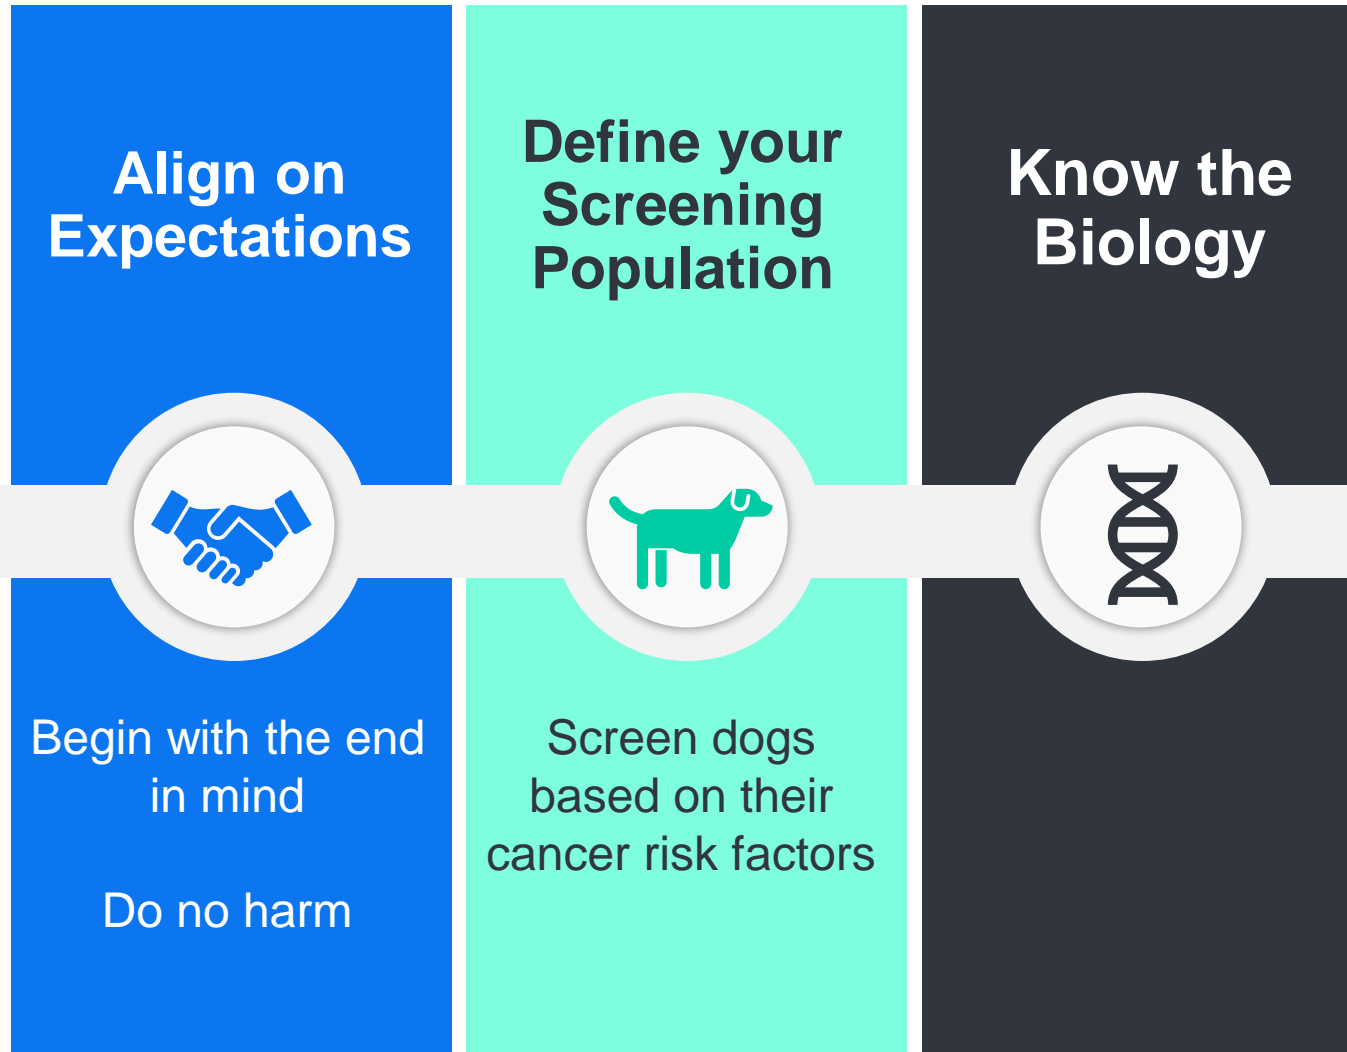 Align on
Expectations
Begin with the end
in mind
Do no harm
Define your
Screening
Population
Screen dogs
based on their
cancer risk factors
Know the
Biology